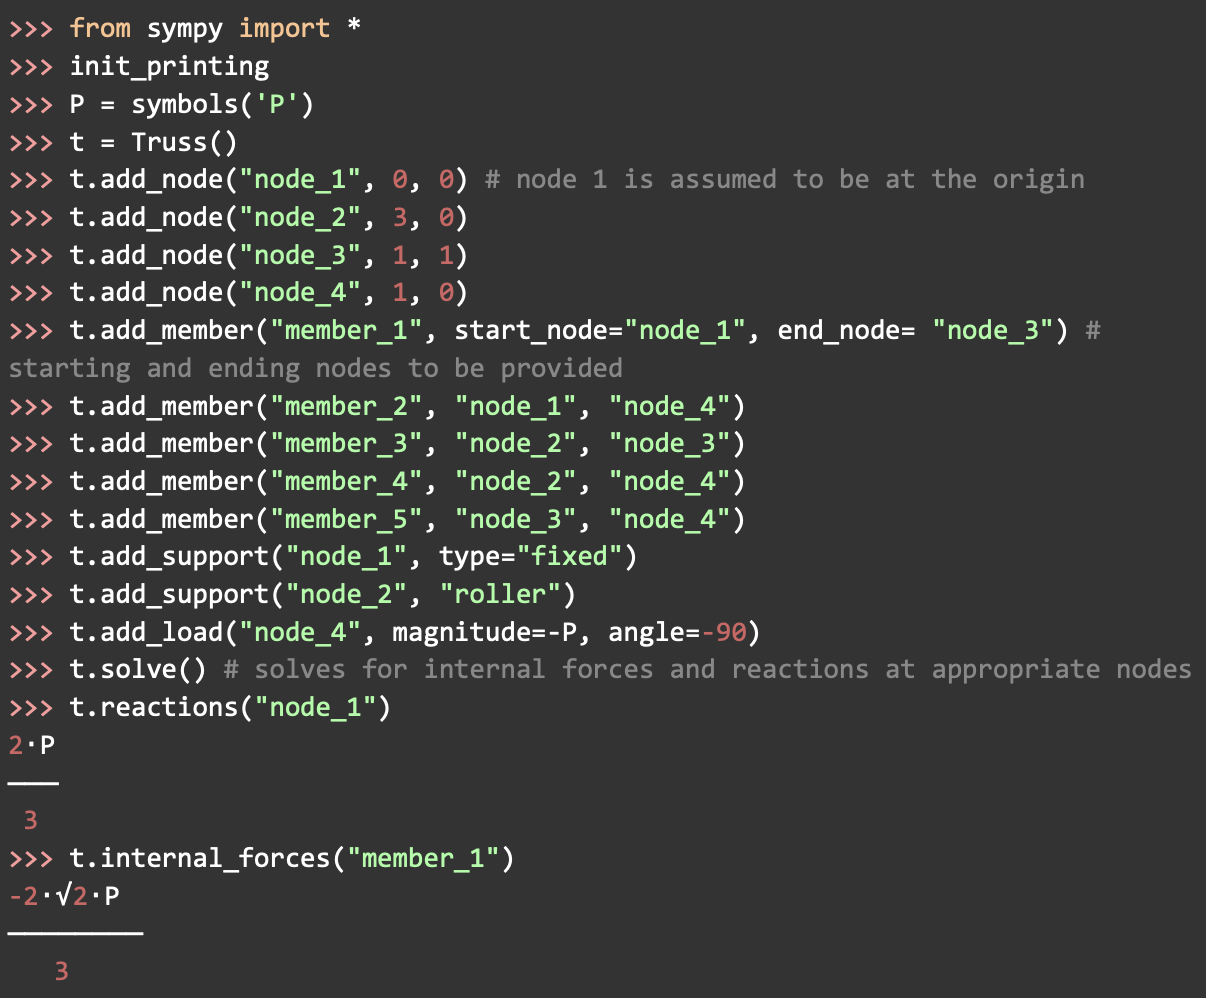 >>> from sympy import *
>>> init_printing
>>> P = symbols('P')
>>> t = Truss()
>>> t.add_node("node_1", 0, 0) # node 1 is assumed to be at the origin
>>> t.add_node("node_2", 3, 0)
>>> t.add_node("node_3", 1, 1)
>>> t.add_node("node_4", 1, 0)
>>> t.add_member("member_1", start_node="node_1", end_node= "node_3") #
starting and ending nodes to be provided
>>> t.add_member("member_2", "node_1", "node_4")
>>> t.add_member("member_3", "node_2", "node_3")
>>> t.add_member("member_4", "node_2", "node_4")
>>> t.add_member("member_5", "node_3", "node_4")
>>> t.add_support("node_1", type="fixed")
>>> t.add_support("node_2", "roller")
>>> t.add_load("node_4", magnitude=-P, angle=-90)
>>> t.solve() # solves for internal forces and reactions at appropriate nodes
>>> t.reactions("node_1")
2⋅P
───
 3
>>> t.internal_forces("member_1")
-2⋅√2⋅P
─────────
   3